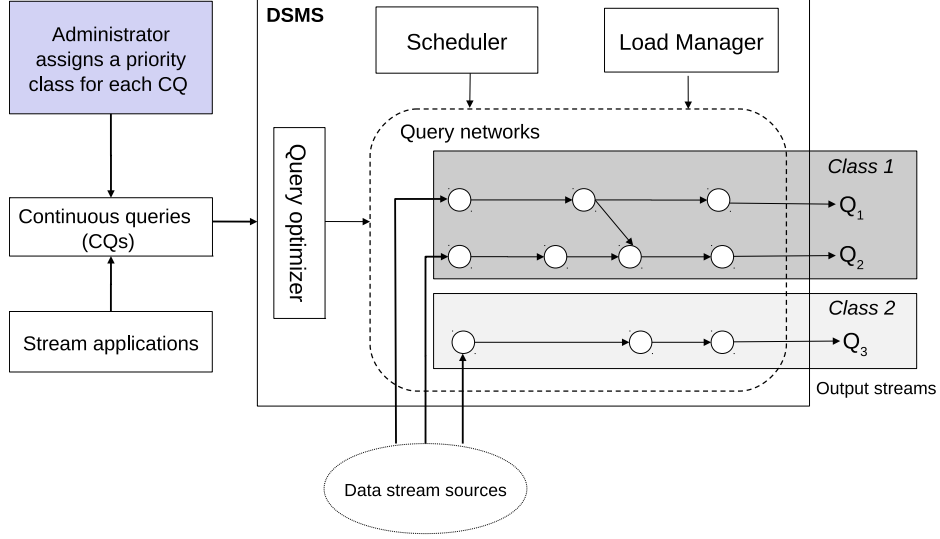 Administrator
assigns a priority
class for each CQ
DSMS
Scheduler
Load Manager
Query networks
Query optimizer
Continuous queries
(CQs)
Stream applications
Class 1
Q1
Q2
Class 2
Q3
Output streams
Data stream sources